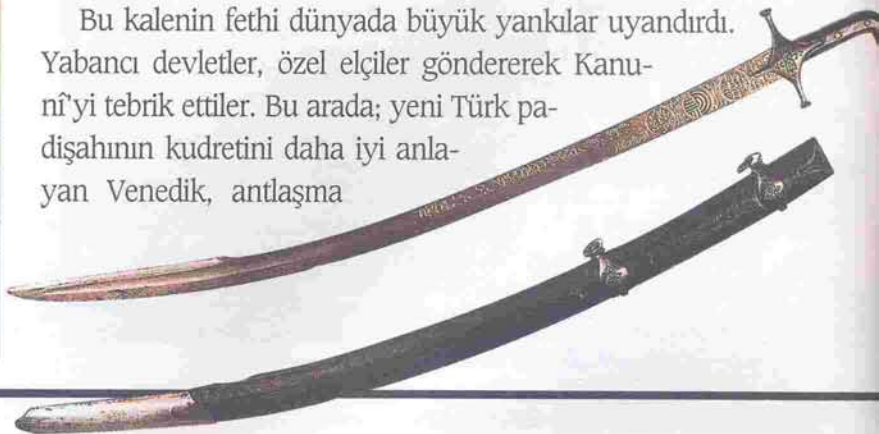 Bu kalenin fethi dünyada büyük yankılar uyandırdı.
Yabancı devletler, özel elçiler göndererek Kanu-
nî'yi tebrik ettiler. Bu arada; yeni Türk pa-
dişahının kudretini daha iyi anla-
yan Venedik, antlaşma